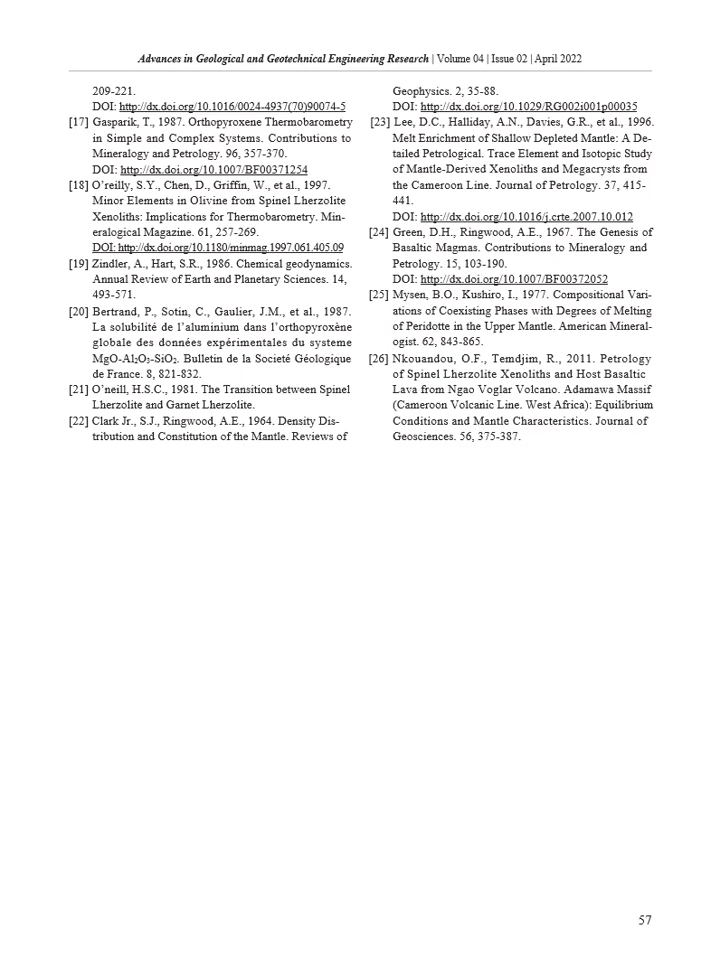 Advances in Geological and Geotechnical Engineering Research | Volume 04 | Issue 02 | April 2022
209-221.
DOI: http://dx.doi.org/10.1016/0024-4937(70)90074-5
[17] Gasparik, T., 1987. Orthopyroxene Thermobarometry
in Simple and Complex Systems. Contributions to
Mineralogy and Petrology. 96, 357-370.
DOI: http://dx.doi.org/10.1007/BF00371254
[18] O’reilly, S.Y., Chen, D., Griffin, W., et al., 1997.
Minor Elements in Olivine from Spinel Lherzolite
Xenoliths: Implications for Thermobarometry. Min-
eralogical Magazine. 61, 257-269.
DOI: http://dx.doi.org/10.1180/minmag.1997.061.405.09
[19] Zindler, A., Hart, S.R., 1986. Chemical geodynamics.
Annual Review of Earth and Planetary Sciences. 14,
493-571.
[20] Bertrand, P., Sotin, C., Gaulier, J.M., et al., 1987.
La solubilité de l’aluminium dans l’orthopyroxène
globale des données expérimentales du systeme
MgO-Al₂O₃-SiO₂. Bulletin de la Societé Géologique
de France. 8, 821-832.
[21] O’neill, H.S.C., 1981. The Transition between Spinel
Lherzolite and Garnet Lherzolite.
[22] Clark Jr., S.J., Ringwood, A.E., 1964. Density Dis-
tribution and Constitution of the Mantle. Reviews of
Geophysics. 2, 35-88.
DOI: http://dx.doi.org/10.1029/RG002i001p00035
[23] Lee, D.C., Halliday, A.N., Davies, G.R., et al., 1996.
Melt Enrichment of Shallow Depleted Mantle: A De-
tailed Petrological. Trace Element and Isotopic Study
of Mantle-Derived Xenoliths and Megacrysts from
the Cameroon Line. Journal of Petrology. 37, 415-
441.
DOI: http://dx.doi.org/10.1016/j.crte.2007.10.012
[24] Green, D.H., Ringwood, A.E., 1967. The Genesis of
Basaltic Magmas. Contributions to Mineralogy and
Petrology. 15, 103-190.
DOI: http://dx.doi.org/10.1007/BF00372052
[25] Mysen, B.O., Kushiro, I., 1977. Compositional Vari-
ations of Coexisting Phases with Degrees of Melting
of Peridotte in the Upper Mantle. American Mineral-
ogist. 62, 843-865.
[26] Nkouandou, O.F., Temdjim, R., 2011. Petrology
of Spinel Lherzolite Xenoliths and Host Basaltic
Lava from Ngao Voglar Volcano. Adamawa Massif
(Cameroon Volcanic Line. West Africa): Equilibrium
Conditions and Mantle Characteristics. Journal of
Geosciences. 56, 375-387.
57